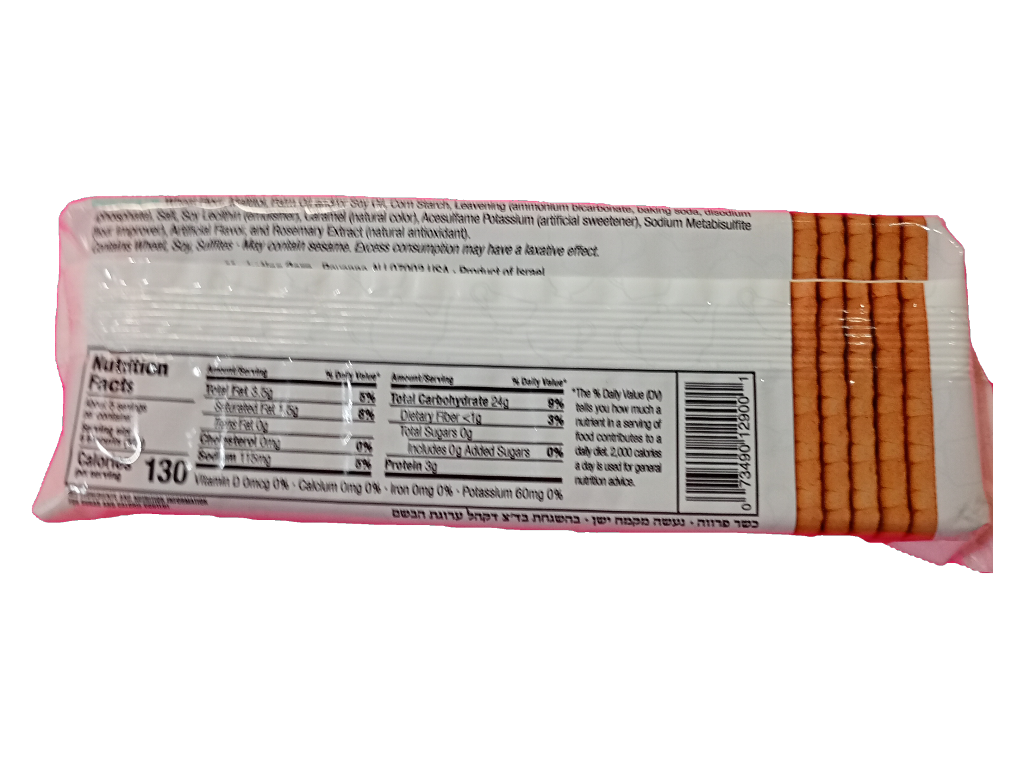 Corn Starch, Leavening (ammonium bicarbonate, baking soda, disodium
phosphate), Salt, Soy Lecithin (emulsifier), Caramel (natural color), Acesulfame Potassium (artificial sweetener), Sodium Metabisulfite
(flour improver), Artificial Flavor, and Rosemary Extract (natural antioxidant).
Contains Wheat, Soy, Sulfites - May contain sesame. Excess consumption may have a laxative effect.
NJ 07002 USA - Product of Israel
Nutrition
Facts
Calories
per serving
130
Amount/Serving % Daily Value*
Total Fat 3.5g 5%
Saturated Fat 1.5g 8%
Trans Fat 0g
Cholesterol 0mg 0%
Sodium 115mg 5%
Amount/Serving % Daily Value*
Total Carbohydrate 24g 9%
Dietary Fiber <1g 3%
Total Sugars 0g
Includes 0g Added Sugars 0%
Protein 3g
Vitamin D 0mcg 0% · Calcium 0mg 0% · Iron 0mg 0% · Potassium 60mg 0%
*The % Daily Value (DV)
tells you how much a
nutrient in a serving of
food contributes to a
daily diet. 2,000 calories
a day is used for general
nutrition advice.
0 73490 12900 1
כשר פרווה · נעשה מקמח ישן · בהשגחת בד״צ דקהל ערוגת הבשם